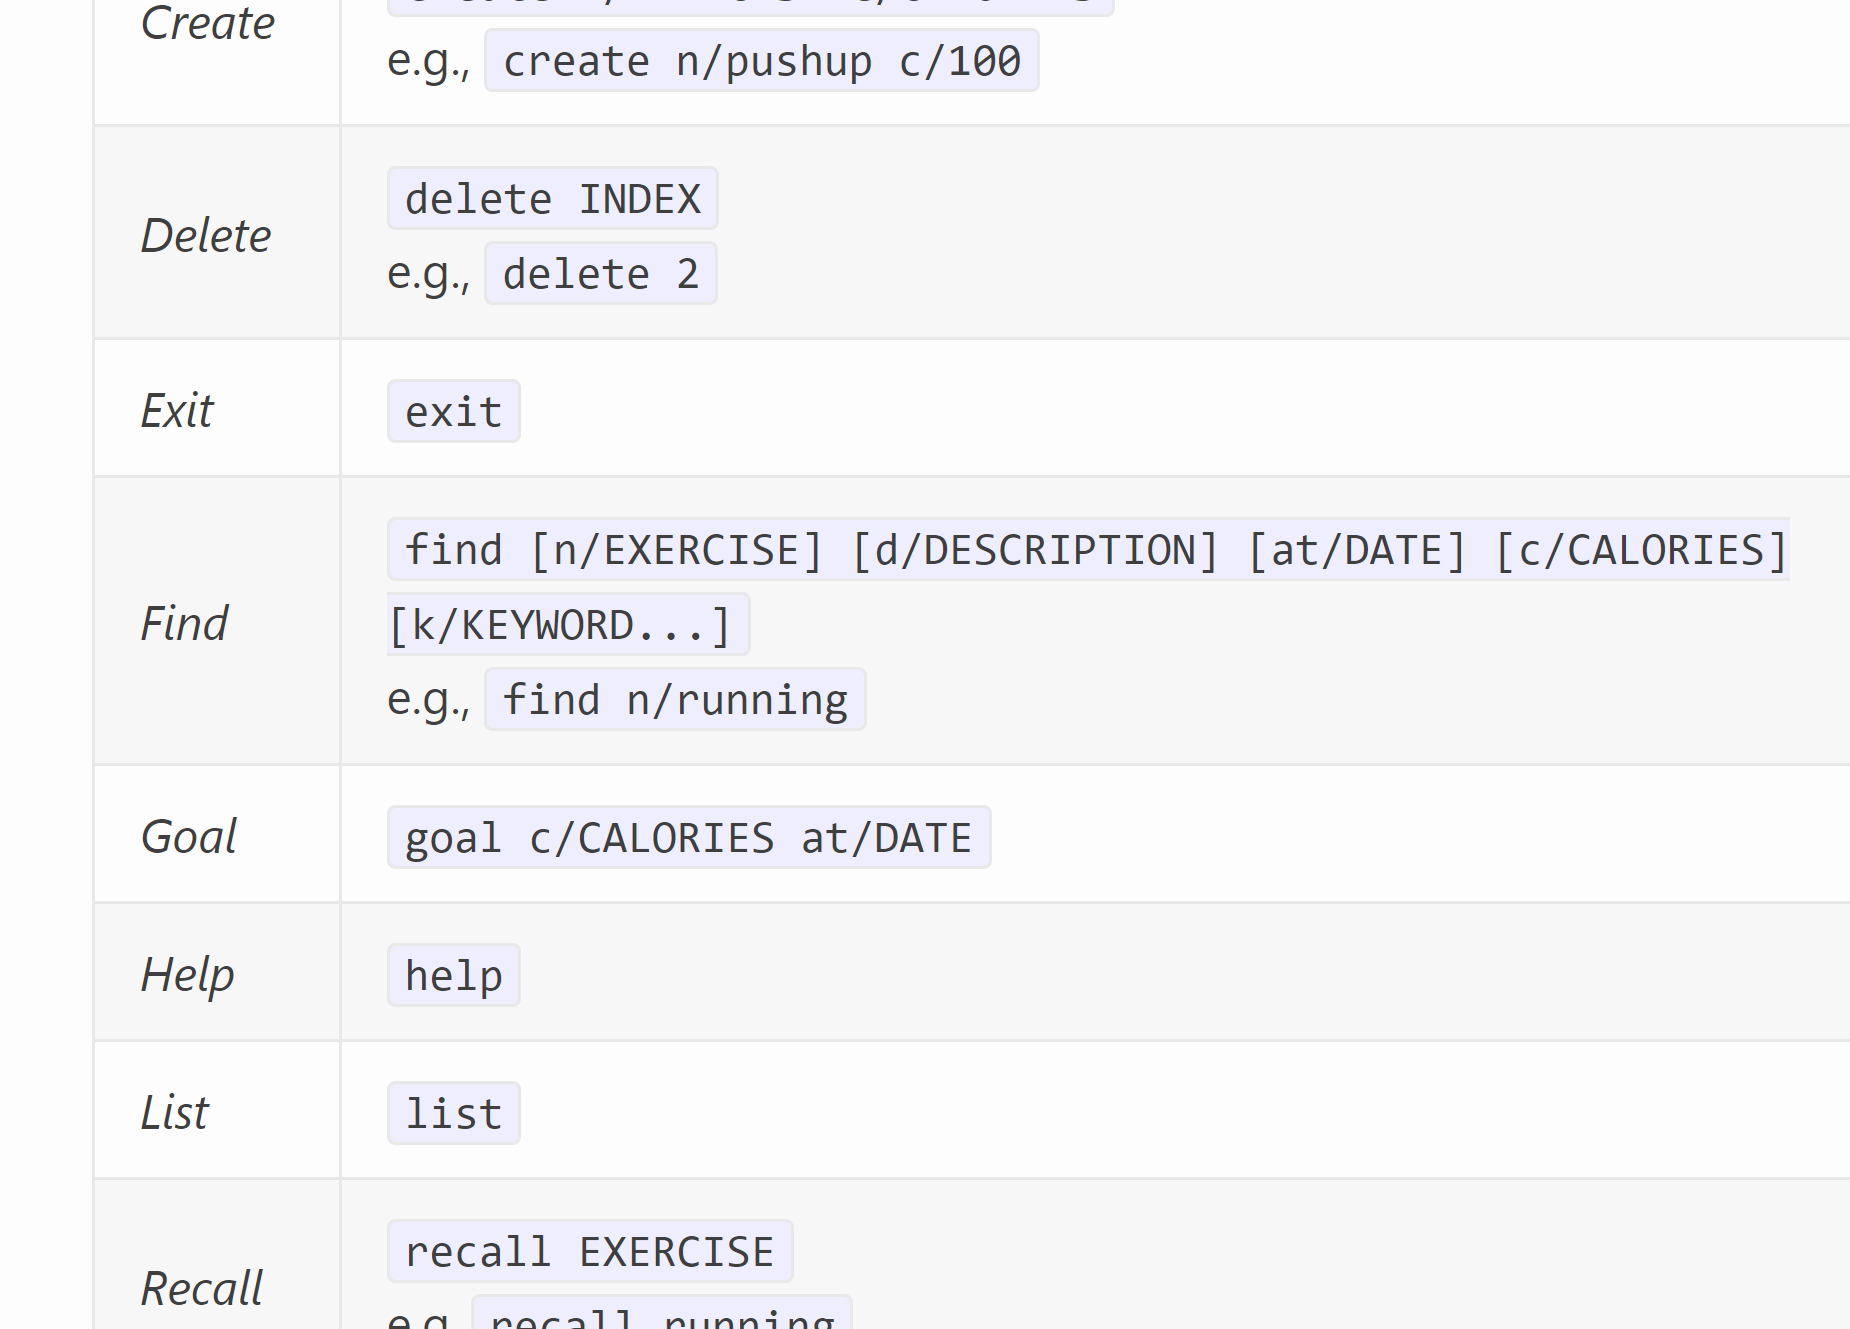 Create
e.g., create n/pushup c/100
Delete
delete INDEX
e.g., delete 2
Exit
exit
Find
find [n/EXERCISE] [d/DESCRIPTION] [at/DATE] [c/CALORIES]
[k/KEYWORD...]
e.g., find n/running
Goal
goal c/CALORIES at/DATE
Help
help
List
list
Recall
recall EXERCISE
e.g. recall running